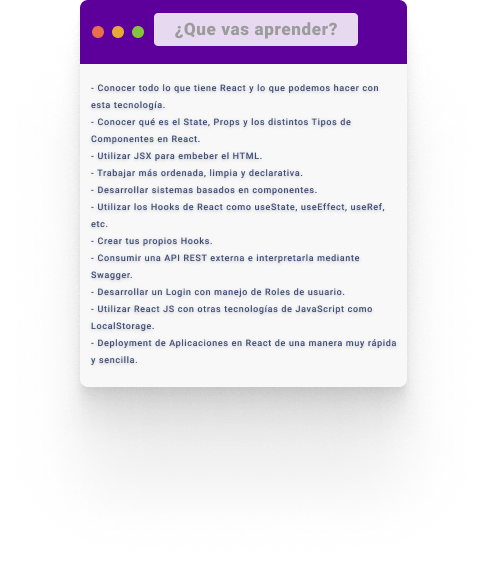 ¿Que vas aprender?
- Conocer todo lo que tiene React y lo que podemos hacer con
esta tecnología.
- Conocer qué es el State, Props y los distintos Tipos de
Componentes en React.
- Utilizar JSX para embeber el HTML.
- Trabajar más ordenada, limpia y declarativa.
- Desarrollar sistemas basados en componentes.
- Utilizar los Hooks de React como useState, useEffect, useRef,
etc.
- Crear tus propios Hooks.
- Consumir una API REST externa e interpretarla mediante
Swagger.
- Desarrollar un Login con manejo de Roles de usuario.
- Utilizar React JS con otras tecnologías de JavaScript como
LocalStorage.
- Deployment de Aplicaciones en React de una manera muy rápida
y sencilla.